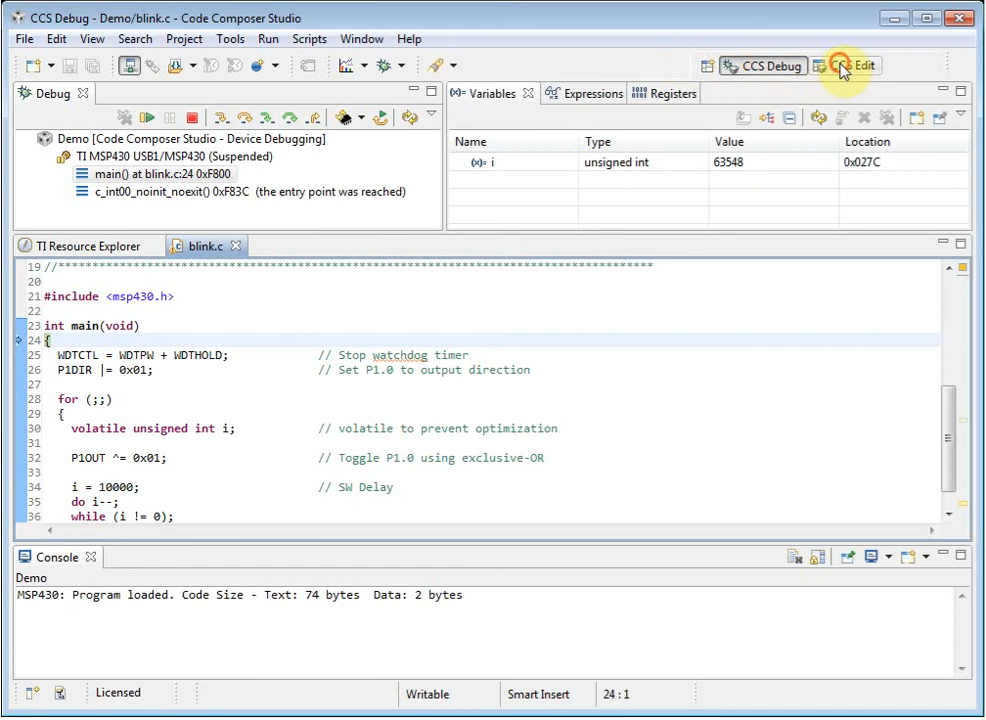 CCS Debug - Demo/blink.c - Code Composer Studio
File Edit View Search Project Tools Run Scripts Window Help
CCS Debug Edit
Debug
Demo [Code Composer Studio - Device Debugging]
TI MSP430 USB1/MSP430 (Suspended)
main() at blink.c:24 0xF800
c_int00_noinit_noexit() 0xF83C (the entry point was reached)
(x)= Variables Expressions Registers
Name Type Value Location
(x)= i unsigned int 63548 0x027C
TI Resource Explorer blink.c
19 //***************************************************************************************
20
21 #include <msp430.h>
22
23 int main(void)
24 {
25 WDTCTL = WDTPW + WDTHOLD; // Stop watchdog timer
26 P1DIR |= 0x01; // Set P1.0 to output direction
27
28 for (;;)
29 {
30 volatile unsigned int i; // volatile to prevent optimization
31
32 P1OUT ^= 0x01; // Toggle P1.0 using exclusive-OR
33
34 i = 10000; // SW Delay
35 do i--;
36 while (i != 0);
Console
Demo
MSP430: Program loaded. Code Size - Text: 74 bytes Data: 2 bytes
Licensed Writable Smart Insert 24 : 1